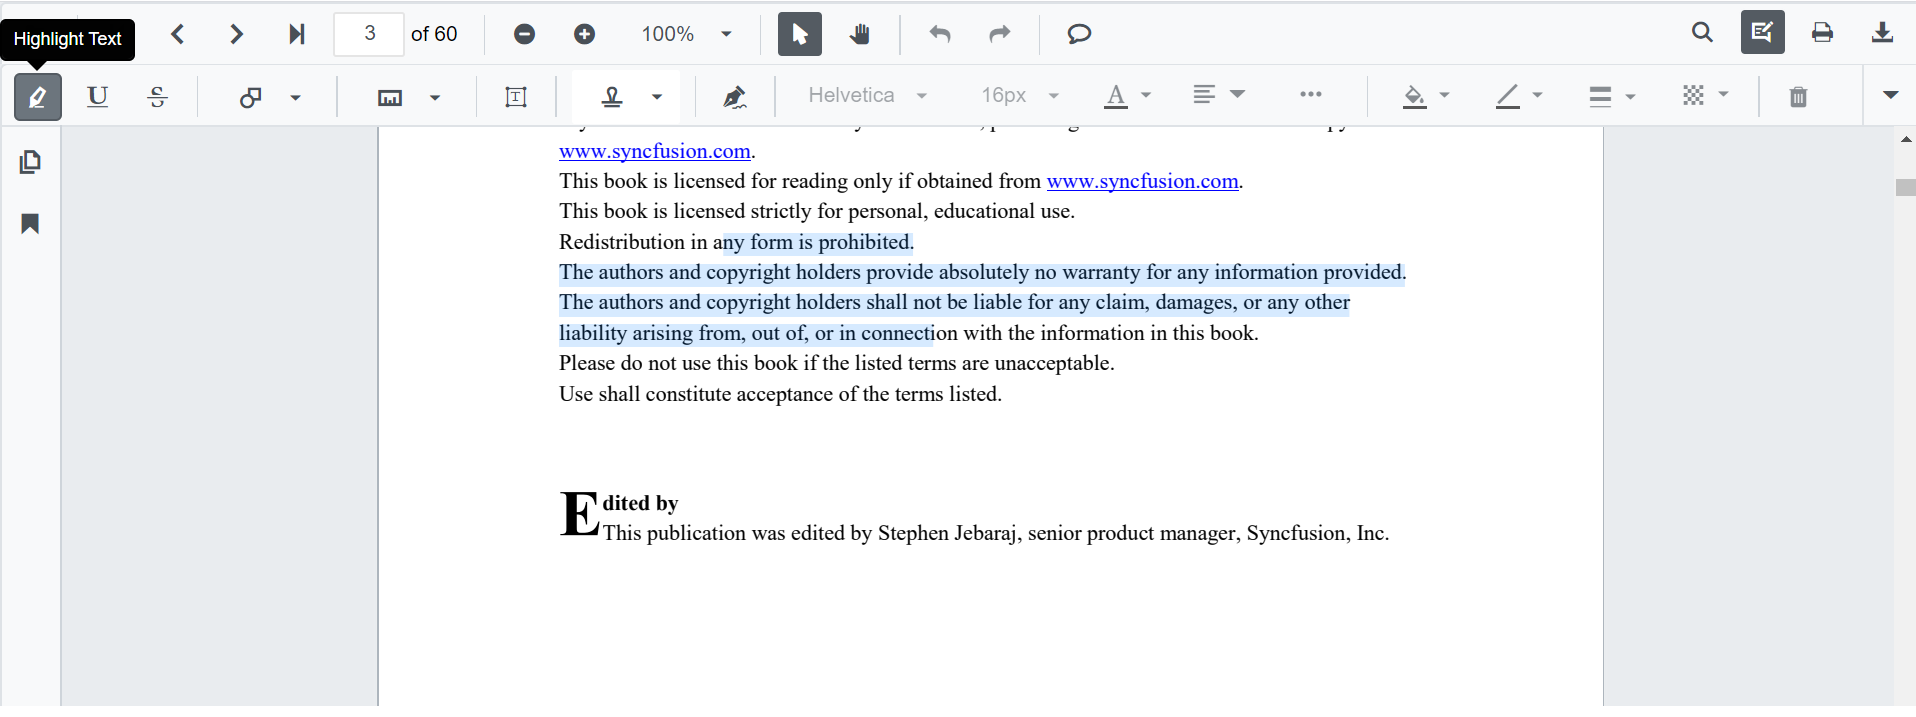 Highlight Text
3 of 60
100%
U S
T
Helvetica 16px A
www.syncfusion.com.
This book is licensed for reading only if obtained from www.syncfusion.com.
This book is licensed strictly for personal, educational use.
Redistribution in any form is prohibited.
The authors and copyright holders provide absolutely no warranty for any information provided.
The authors and copyright holders shall not be liable for any claim, damages, or any other
liability arising from, out of, or in connection with the information in this book.
Please do not use this book if the listed terms are unacceptable.
Use shall constitute acceptance of the terms listed.
Edited by
This publication was edited by Stephen Jebaraj, senior product manager, Syncfusion, Inc.